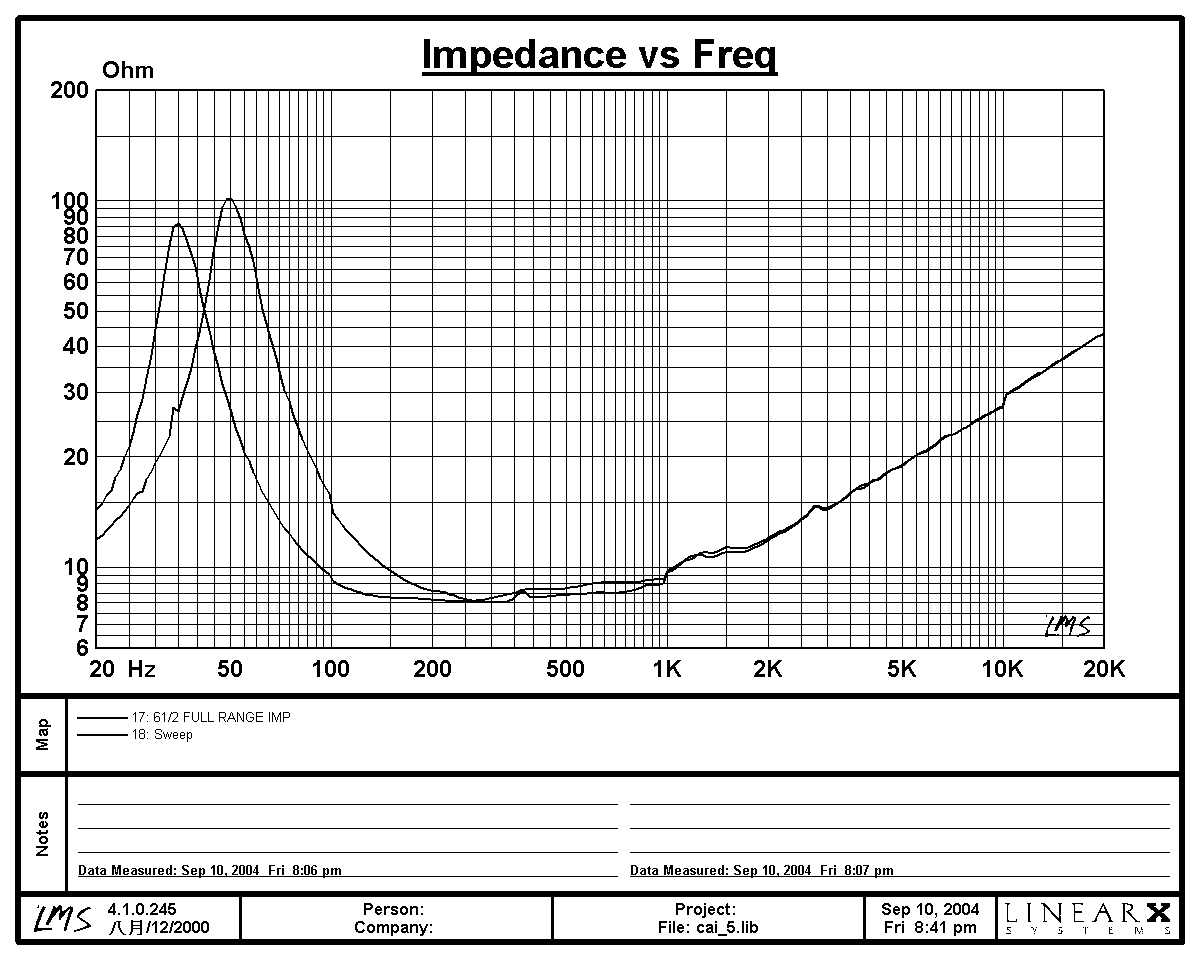 Impedance vs Freq
Ohm
200
100
90
80
70
60
50
40
30
20
10
9
8
7
6
20 Hz 50 100 200 500 1K 2K 5K 10K 20K
LMS
Map
17: 61/2 FULL RANGE IMP
18: Sweep
Notes
Data Measured: Sep 10, 2004 Fri 8:06 pm
Data Measured: Sep 10, 2004 Fri 8:07 pm
LMS
4.1.0.245
八月/12/2000
Person:
Company:
Project:
File: cai_5.lib
Sep 10, 2004
Fri 8:41 pm
LINEARX
SYSTEMS